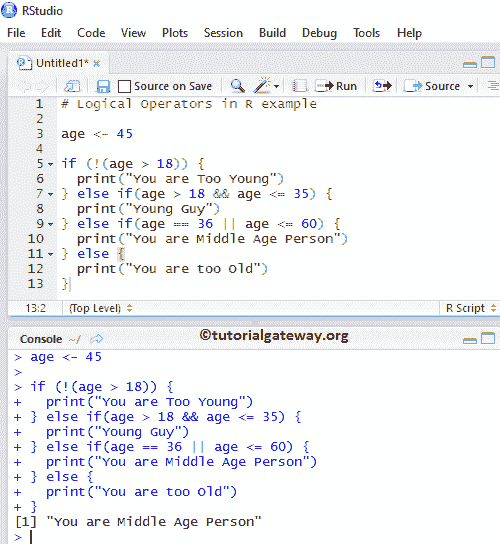 RStudio
File Edit Code View Plots Session Build Debug Tools Help
Untitled1*
Source on Save Run Source
1 # Logical Operators in R example
2
3 age <- 45
4
5 if (!(age > 18)) {
6   print("You are Too Young")
7 } else if(age > 18 && age <= 35) {
8   print("Young Guy")
9 } else if(age == 36 || age <= 60) {
10   print("You are Middle Age Person")
11 } else {
12   print("You are too Old")
13 }
13:2 (Top Level) R Script
Console ~/
©tutorialgateway.org
> age <- 45
>
> if (!(age > 18)) {
+   print("You are Too Young")
+ } else if(age > 18 && age <= 35) {
+   print("Young Guy")
+ } else if(age == 36 || age <= 60) {
+   print("You are Middle Age Person")
+ } else {
+   print("You are too Old")
+ }
[1] "You are Middle Age Person"
>